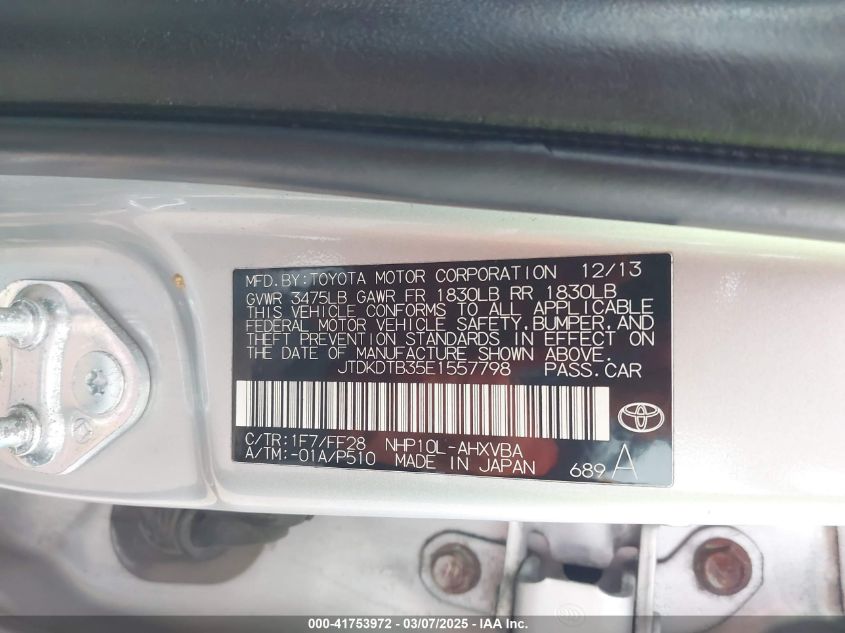 MFD.BY:TOYOTA MOTOR CORPORATION 12/13
GVWR 3475LB GAWR FR 1830LB RR 1830LB
THIS VEHICLE CONFORMS TO ALL APPLICABLE
FEDERAL MOTOR VEHICLE SAFETY,BUMPER,AND
THEFT PREVENTION STANDARDS IN EFFECT ON
THE DATE OF MANUFACTURE SHOWN ABOVE.
JTDKDTB35E1557798 PASS.CAR
C/TR:1F7/FF28 NHP10L-AHXVBA
A/TM:-01A/P510 MADE IN JAPAN 689 A
000-41753972 — 03/07/2025 — IAAI.COM